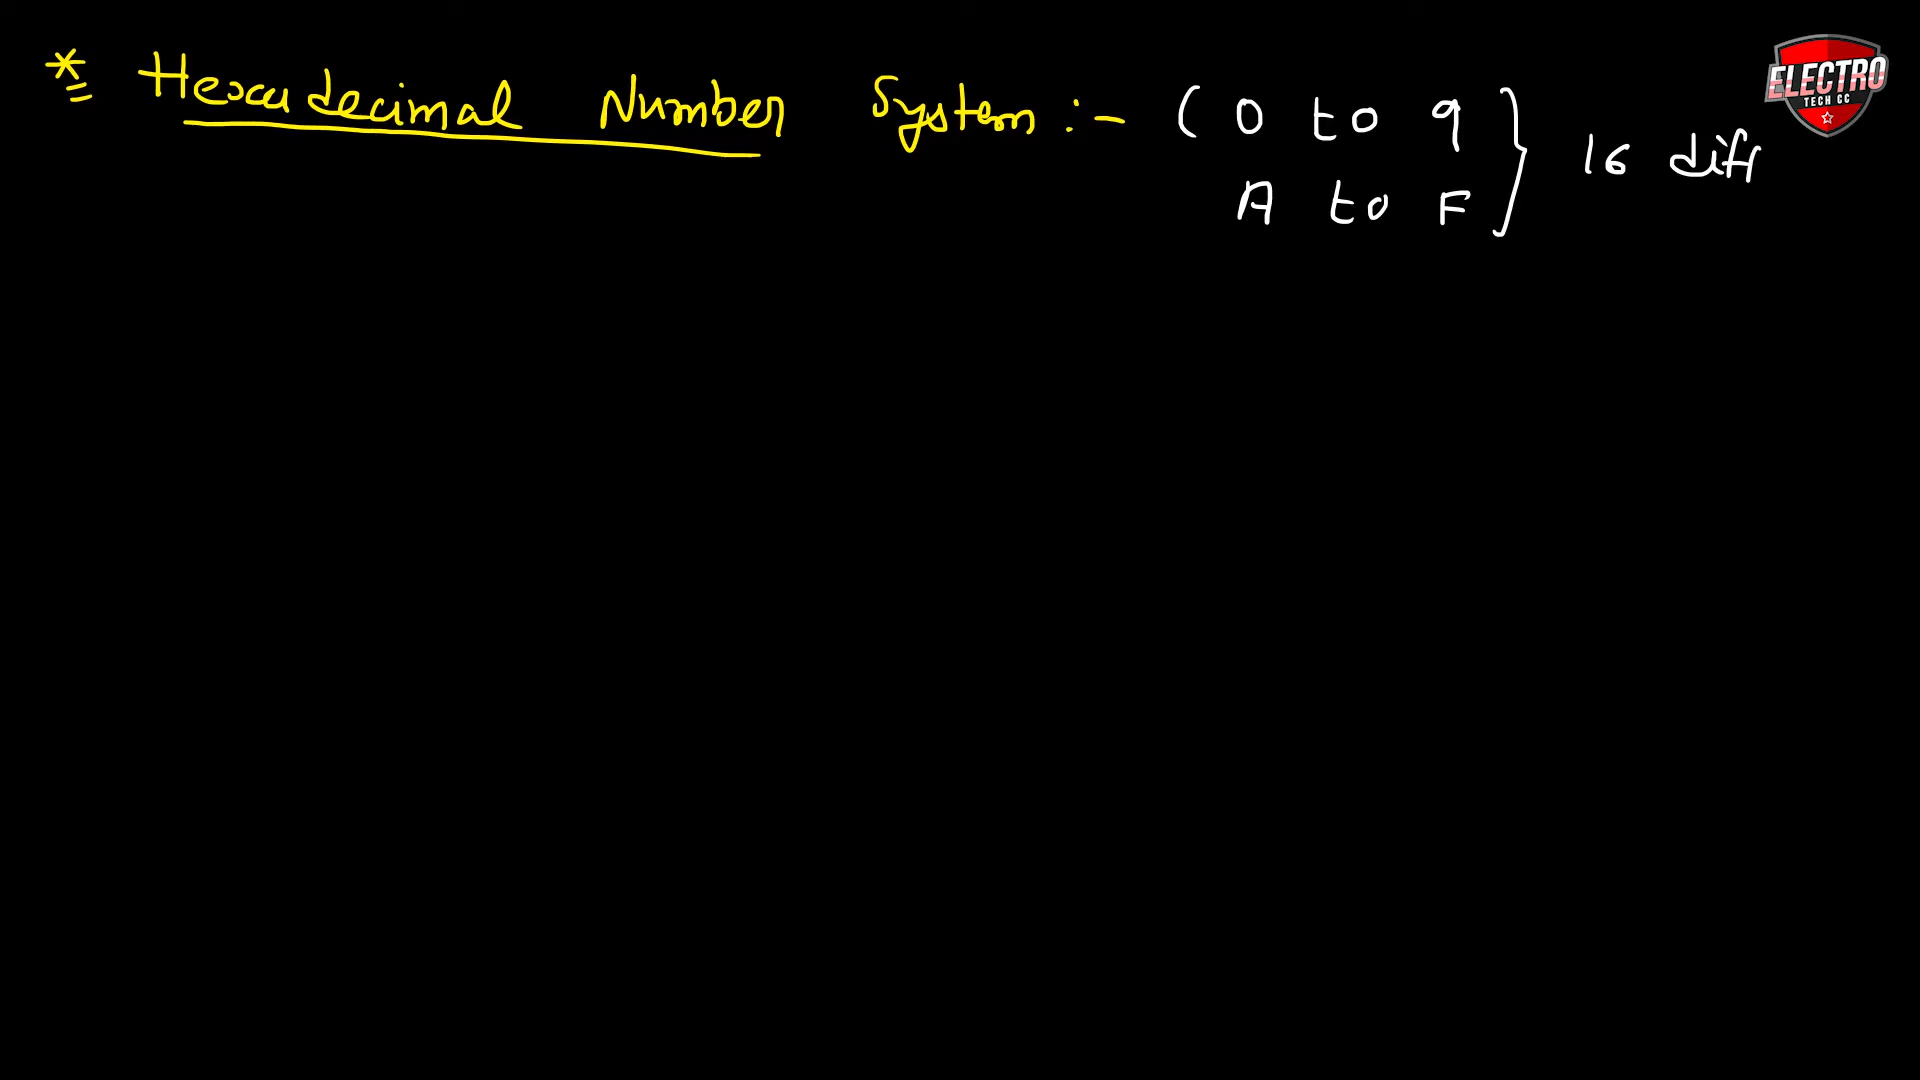 * Hexadecimal Number System :- ( 0 to 9 } 16 diff
A to F
ELECTRO
TECH CC